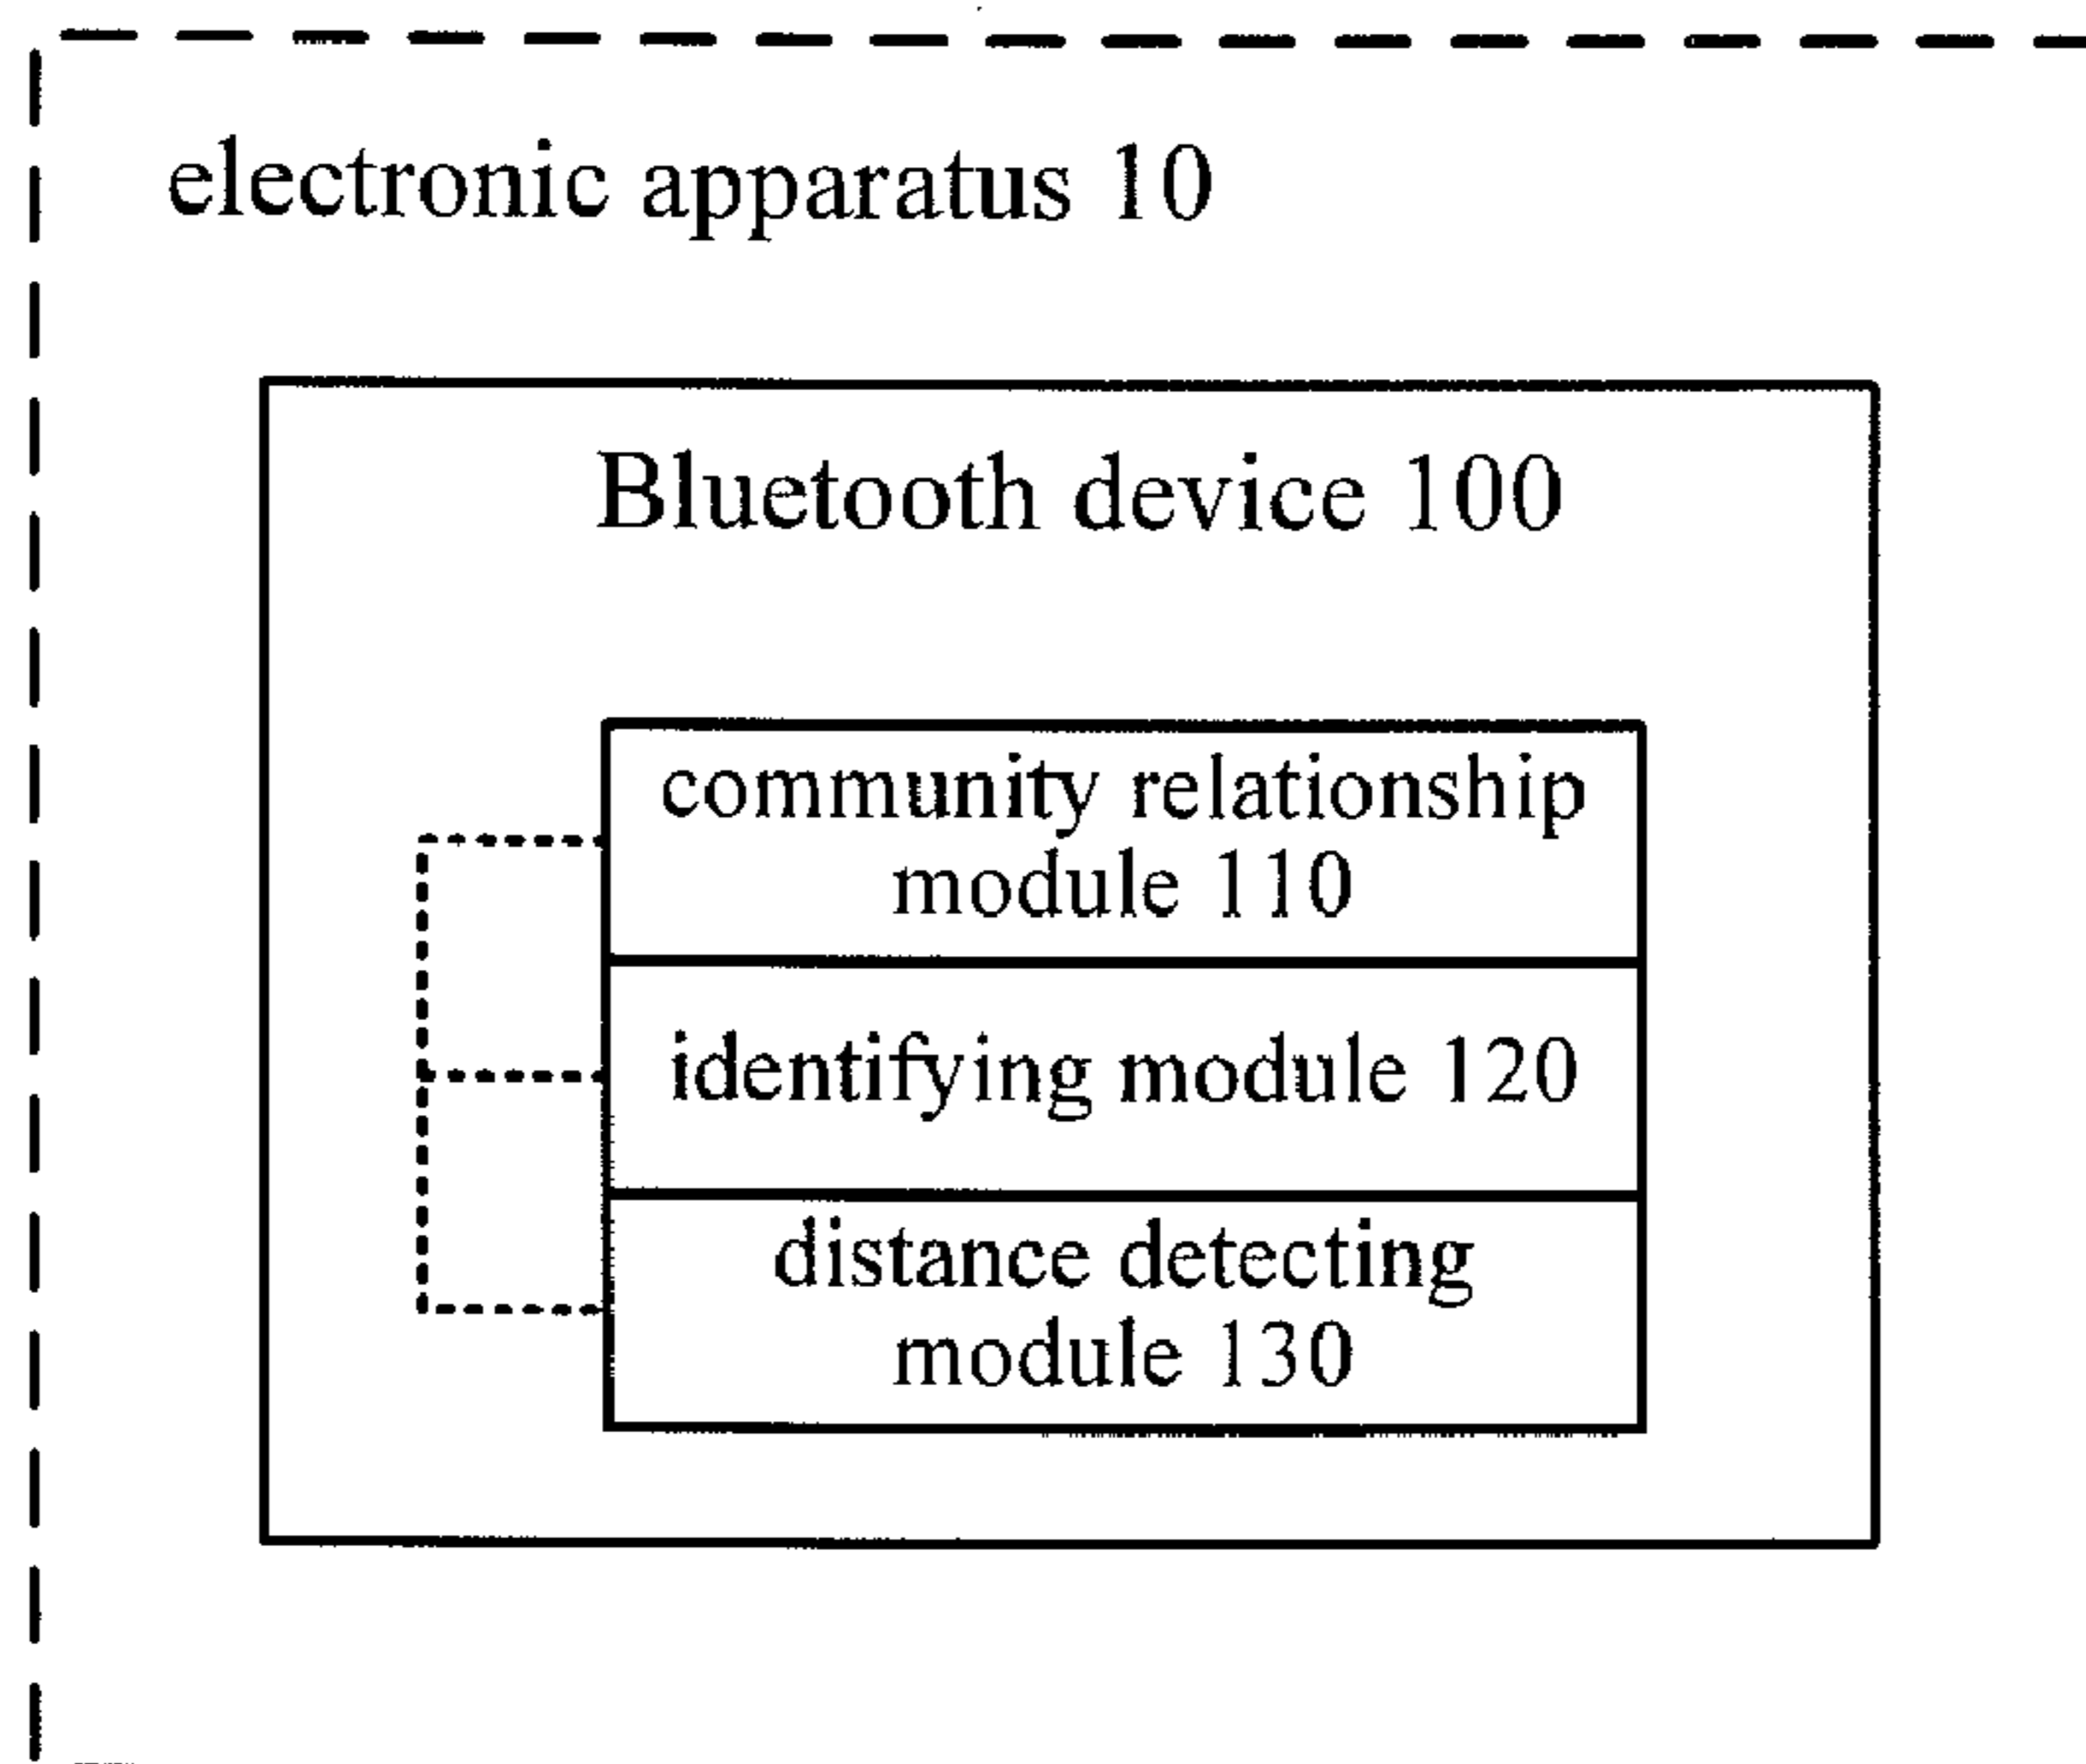 electronic apparatus 10
Bluetooth device 100
community relationship
module 110
identifying module 120
distance detecting
module 130